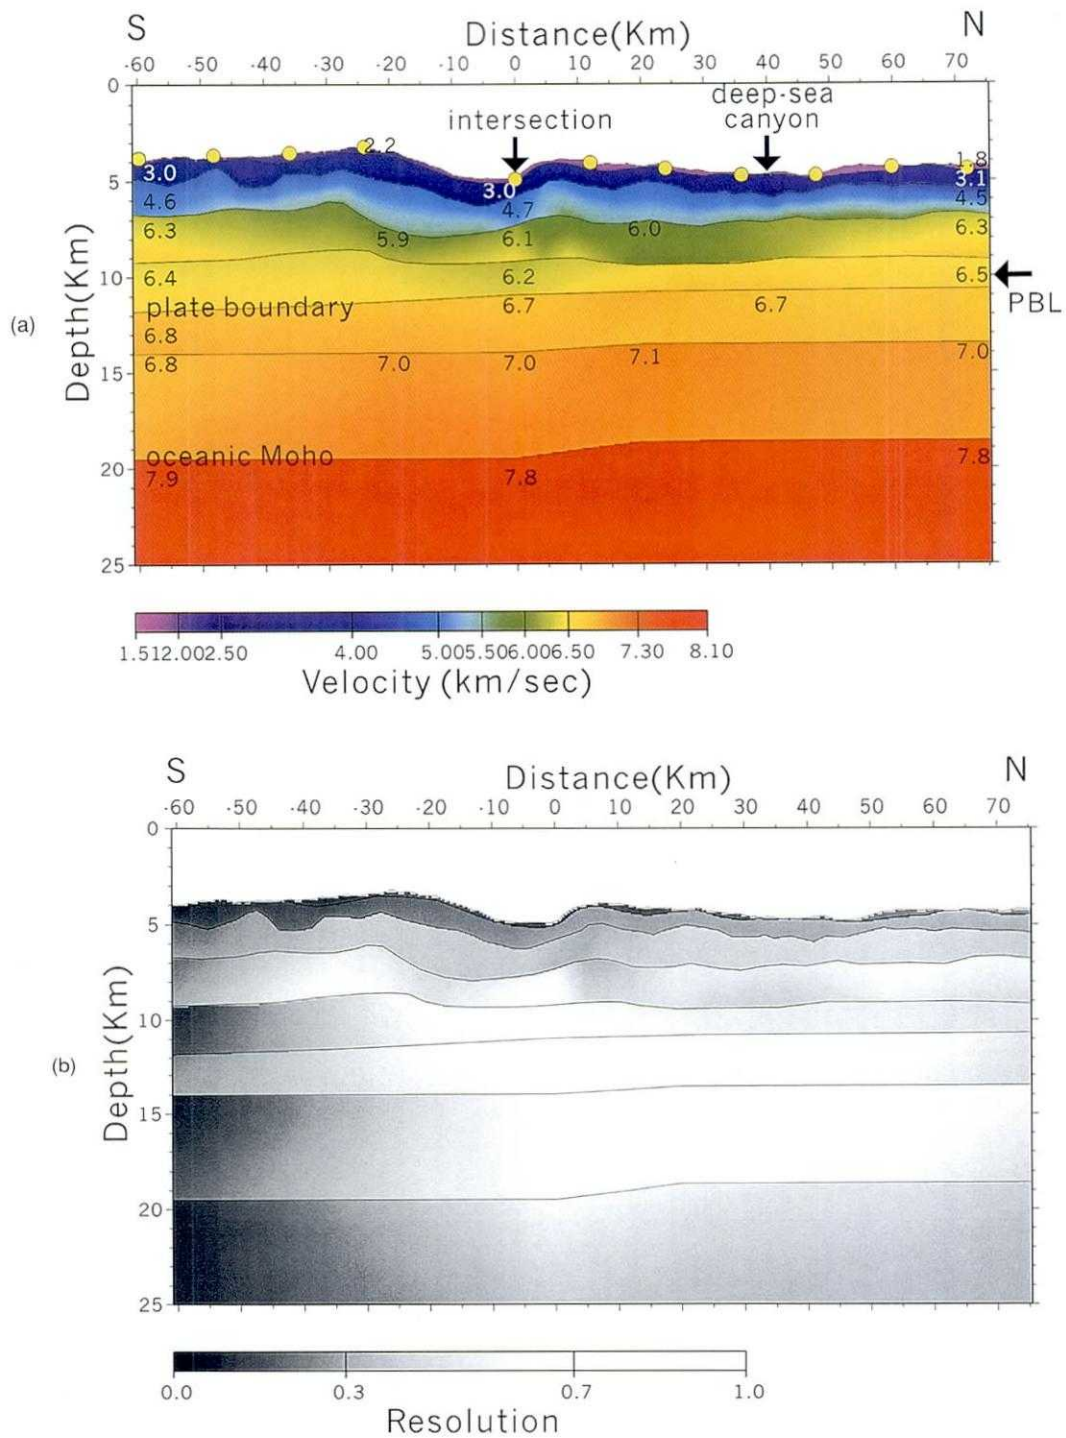 S
Distance(Km)
N
-60 -50 -40 -30 -20 -10 0 10 20 30 40 50 60 70
0
deep-sea
intersection
canyon
2.2
1.8
3.0
3.0
3.1
5
4.6
4.7
4.5
6.3
5.9
6.1
6.0
6.3
6.4
6.2
6.5
10
PBL
plate boundary
6.7
6.7
(a)
Depth(Km)
6.8
6.8
7.0
7.0
7.1
7.0
15
oceanic Moho
7.8
20
7.9
7.8
25
1.51 2.00 2.50 4.00 5.00 5.50 6.00 6.50 7.30 8.10
Velocity (km/sec)
S
Distance(Km)
N
-60 -50 -40 -30 -20 -10 0 10 20 30 40 50 60 70
0
5
10
(b)
Depth(Km)
15
20
25
0.0 0.3 0.7 1.0
Resolution